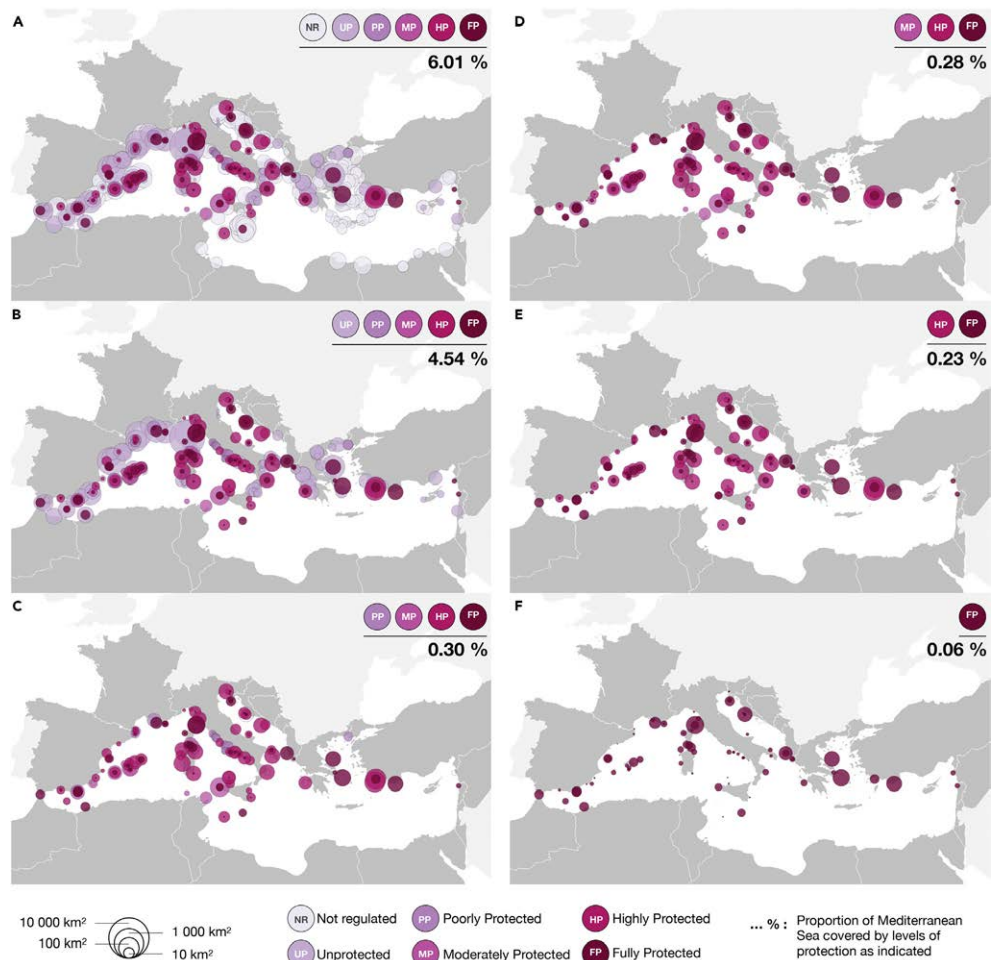 A
NR UP PP MP HP FP
6.01 %
D
MP HP FP
0.28 %
B
UP PP MP HP FP
4.54 %
E
HP FP
0.23 %
C
PP MP HP FP
0.30 %
F
FP
0.06 %
10 000 km²
1 000 km²
100 km²
10 km²
NR Not regulated
UP Unprotected
PP Poorly Protected
MP Moderately Protected
HP Highly Protected
FP Fully Protected
... % : Proportion of Mediterranean
Sea covered by levels of
protection as indicated